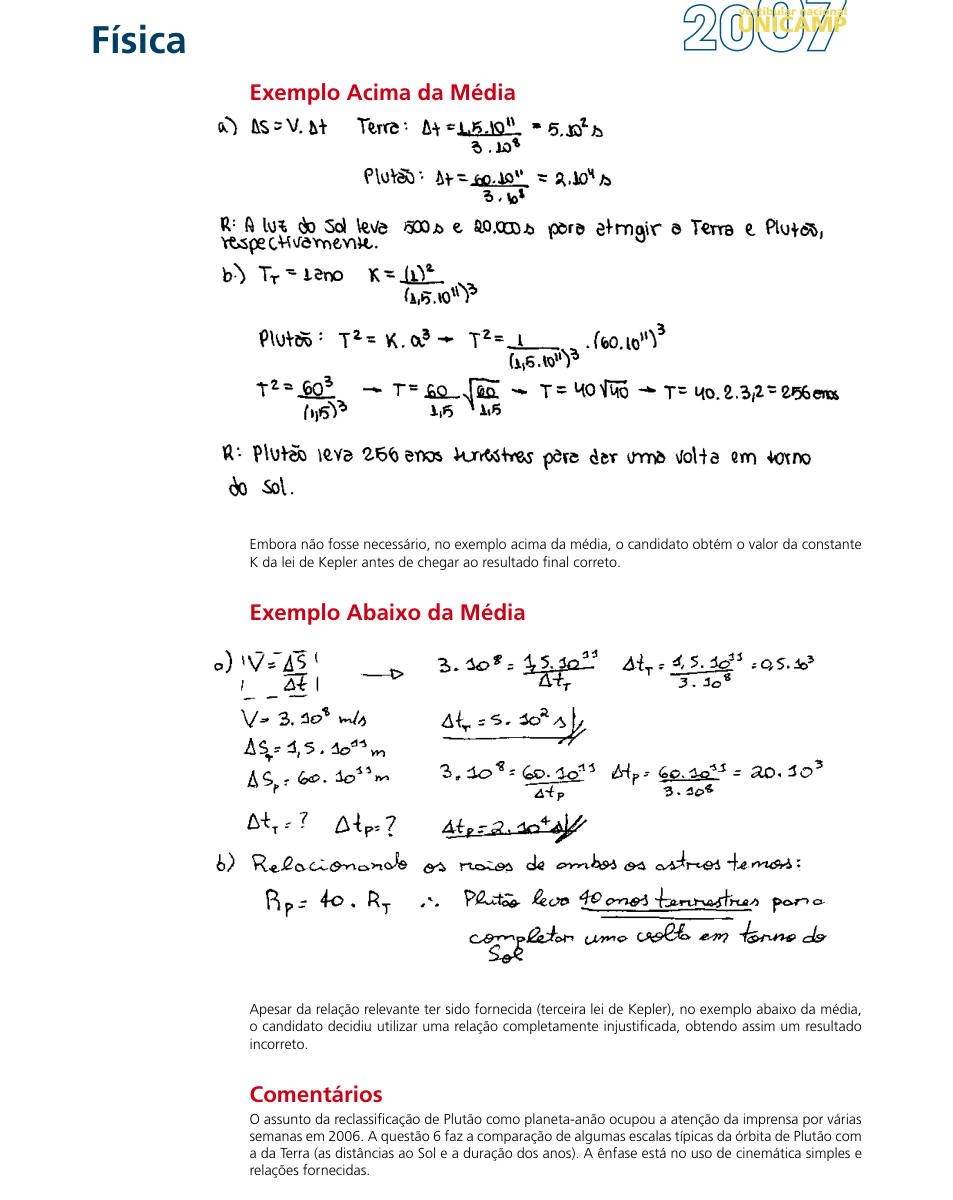 Física
vestibular nacional
2007
UNICAMP
Exemplo Acima da Média
a) ΔS = V. Δt Terra: Δt = 1,5.10¹¹ / 3.10⁸ = 5.10² s
Plutão: Δt = 60.10¹¹ / 3.10⁸ = 2.10⁴ s
R: A luz do Sol leva 500 s e 20.000 s para atingir a Terra e Plutão,
respectivamente.
b.) T_T = 1 ano K = (1)² / (1,5.10¹¹)³
Plutão: T² = K. a³ → T² = 1 / (1,5.10¹¹)³ . (60.10¹¹)³
T² = 60³ / (1,5)³ → T = 60 / 1,5 √(60 / 1,5) → T = 40 √40 → T = 40.2.3,2 = 256 anos
R: Plutão leva 256 anos terrestres para dar uma volta em torno
do Sol.
Embora não fosse necessário, no exemplo acima da média, o candidato obtém o valor da constante
K da lei de Kepler antes de chegar ao resultado final correto.
Exemplo Abaixo da Média
a) V = ΔS / Δt → 3.10⁸ = 1,5.10¹¹ / Δt_T Δt_T = 1,5.10¹¹ / 3.10⁸ = 0,5.10³
V = 3.10⁸ m/s Δt_T = 5.10² s
ΔS_T = 1,5.10¹¹ m
ΔS_p = 60.10¹¹ m 3.10⁸ = 60.10¹¹ / Δt_p Δt_p = 60.10¹¹ / 3.10⁸ = 20.10³
Δt_T = ? Δt_p = ? Δt_p = 2.10⁴ s
b) Relacionando os raios de ambos os astros temos:
R_P = 40 . R_T ∴ Plutão leva 40 anos terrestres para
completar uma volta em torno do
Sol
Apesar da relação relevante ter sido fornecida (terceira lei de Kepler), no exemplo abaixo da média,
o candidato decidiu utilizar uma relação completamente injustificada, obtendo assim um resultado
incorreto.
Comentários
O assunto da reclassificação de Plutão como planeta-anão ocupou a atenção da imprensa por várias
semanas em 2006. A questão 6 faz a comparação de algumas escalas típicas da órbita de Plutão com
a da Terra (as distâncias ao Sol e a duração dos anos). A ênfase está no uso de cinemática simples e
relações fornecidas.